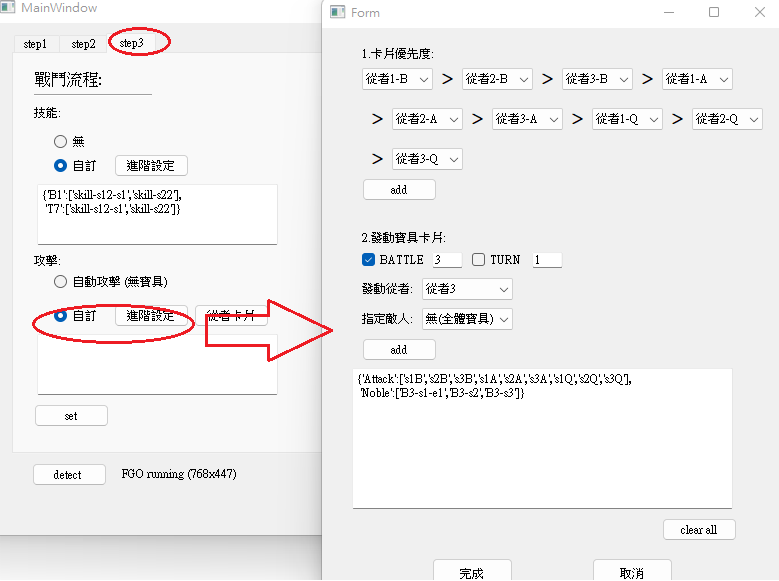 MainWindow
step1 step2 step3
戰鬥流程:
技能:
無
自訂 進階設定
{'B1':['skill-s12-s1','skill-s22'],
'T7':['skill-s12-s1','skill-s22']}
攻擊:
自動攻擊 (無寶具)
自訂 進階設定 從者卡片
set
detect FGO running (768x447)
Form
1.卡片優先度:
從者1-B > 從者2-B > 從者3-B > 從者1-A
> 從者2-A > 從者3-A > 從者1-Q > 從者2-Q
> 從者3-Q
add
2.發動寶具卡片:
BATTLE 3 TURN 1
發動從者: 從者3
指定敵人: 無(全體寶具)
add
{'Attack':['s1B','s2B','s3B','s1A','s2A','s3A','s1Q','s2Q','s3Q'],
'Noble':['B3-s1-e1','B3-s2','B3-s3']}
clear all
完成 取消